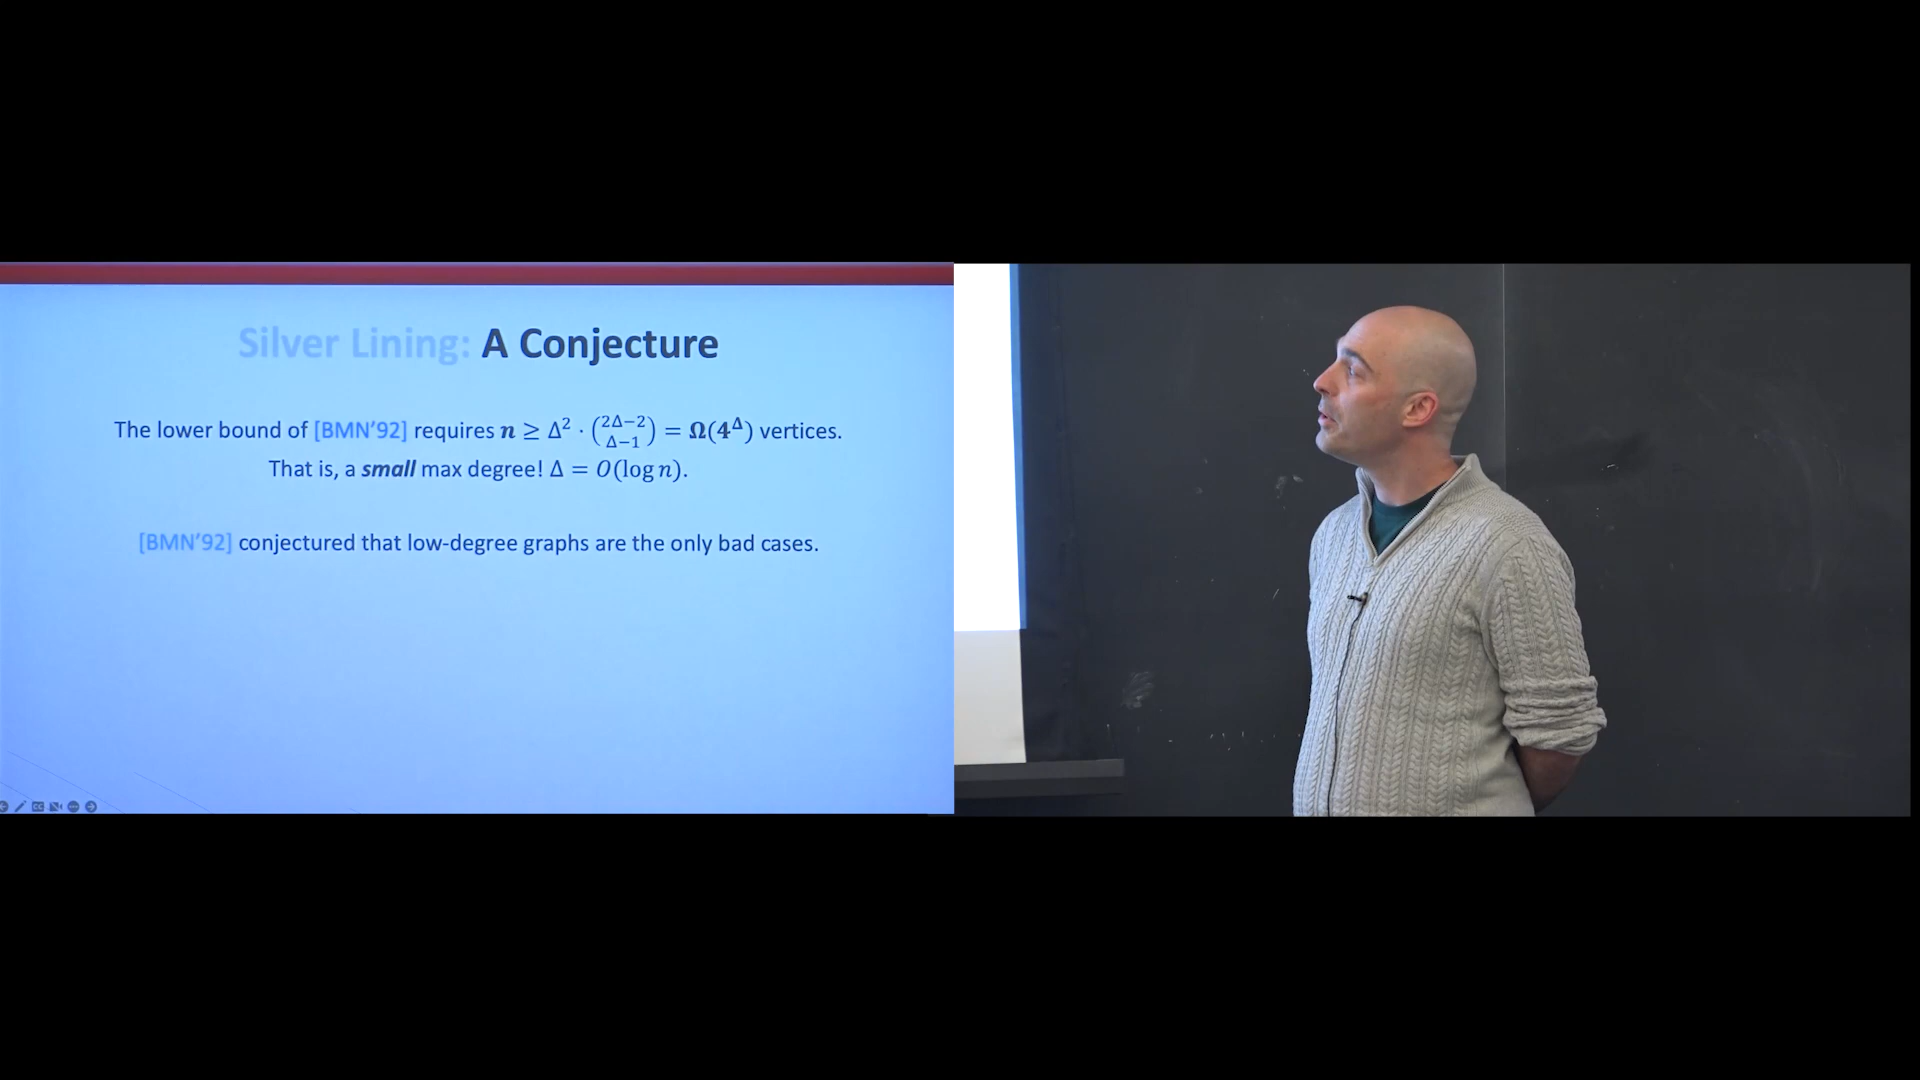 Silver Lining: A Conjecture
The lower bound of [BMN'92] requires n ≥ Δ² · (2Δ−2 Δ−1) = Ω(4^Δ) vertices.
That is, a small max degree! Δ = O(log n).
[BMN'92] conjectured that low-degree graphs are the only bad cases.